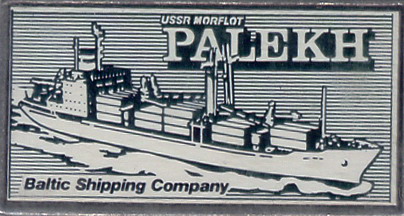 USSR MORFLOT
PALEKH
Baltic Shipping Company